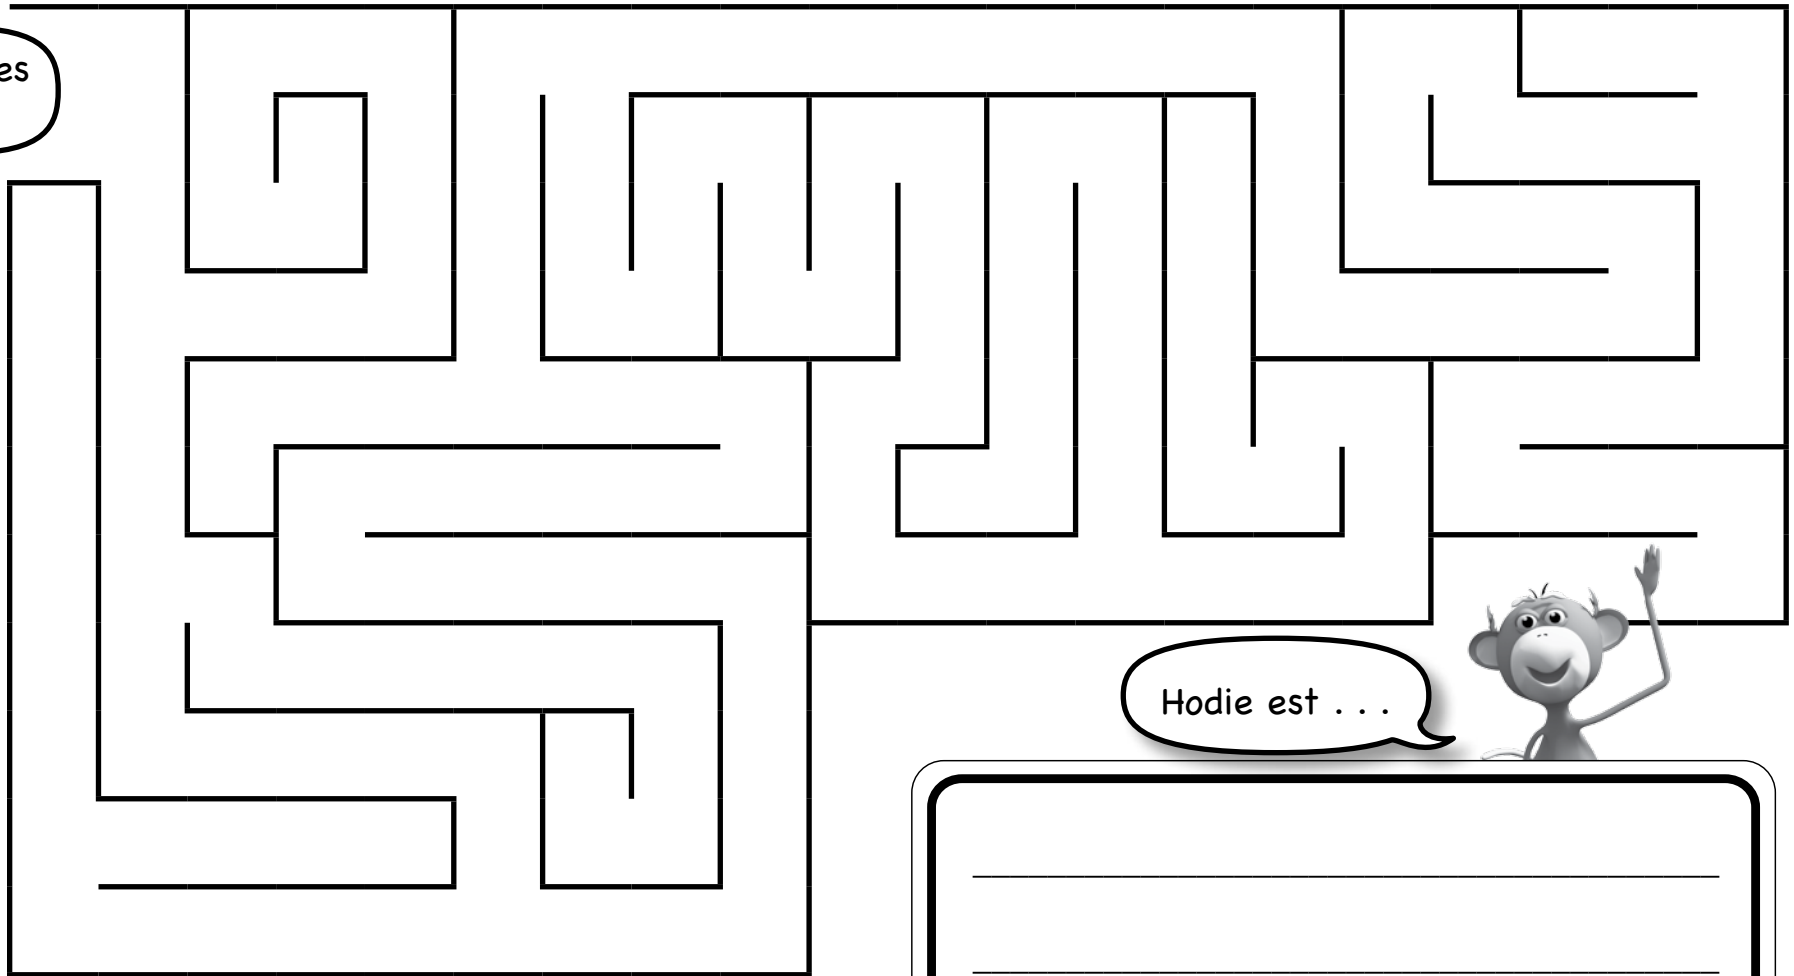 es
Hodie est . . .